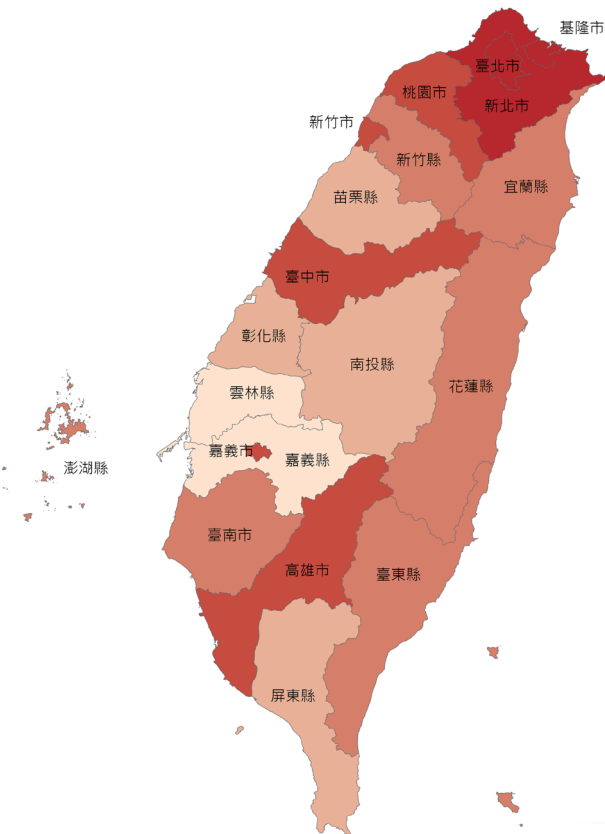 基隆市
臺北市
桃園市
新北市
新竹市
新竹縣
宜蘭縣
苗栗縣
臺中市
彰化縣
南投縣
花蓮縣
雲林縣
嘉義市
嘉義縣
澎湖縣
臺南市
高雄市
臺東縣
屏東縣